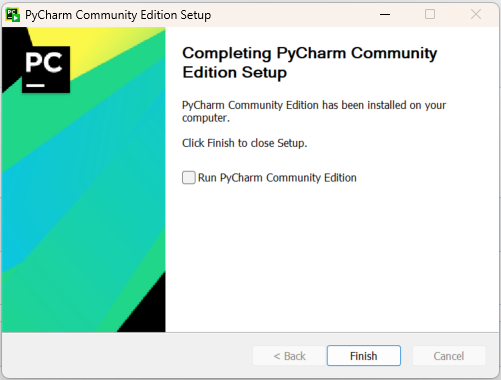 PyCharm Community Edition Setup
PC
Completing PyCharm Community
Edition Setup
PyCharm Community Edition has been installed on your
computer.
Click Finish to close Setup.
Run PyCharm Community Edition
< Back
Finish
Cancel